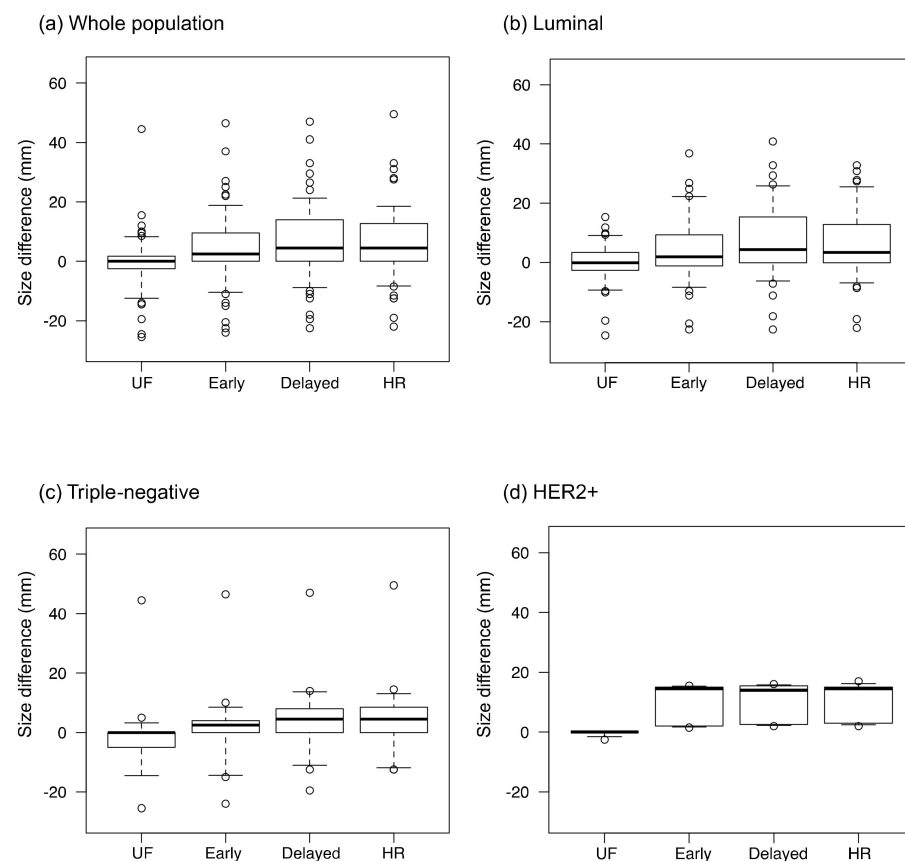 (a) Whole population
(b) Luminal
Size difference (mm)
60
40
20
0
-20
UF Early Delayed HR
Size difference (mm)
60
40
20
0
-20
UF Early Delayed HR
(c) Triple-negative
(d) HER2+
Size difference (mm)
60
40
20
0
-20
UF Early Delayed HR
Size difference (mm)
60
40
20
0
-20
UF Early Delayed HR